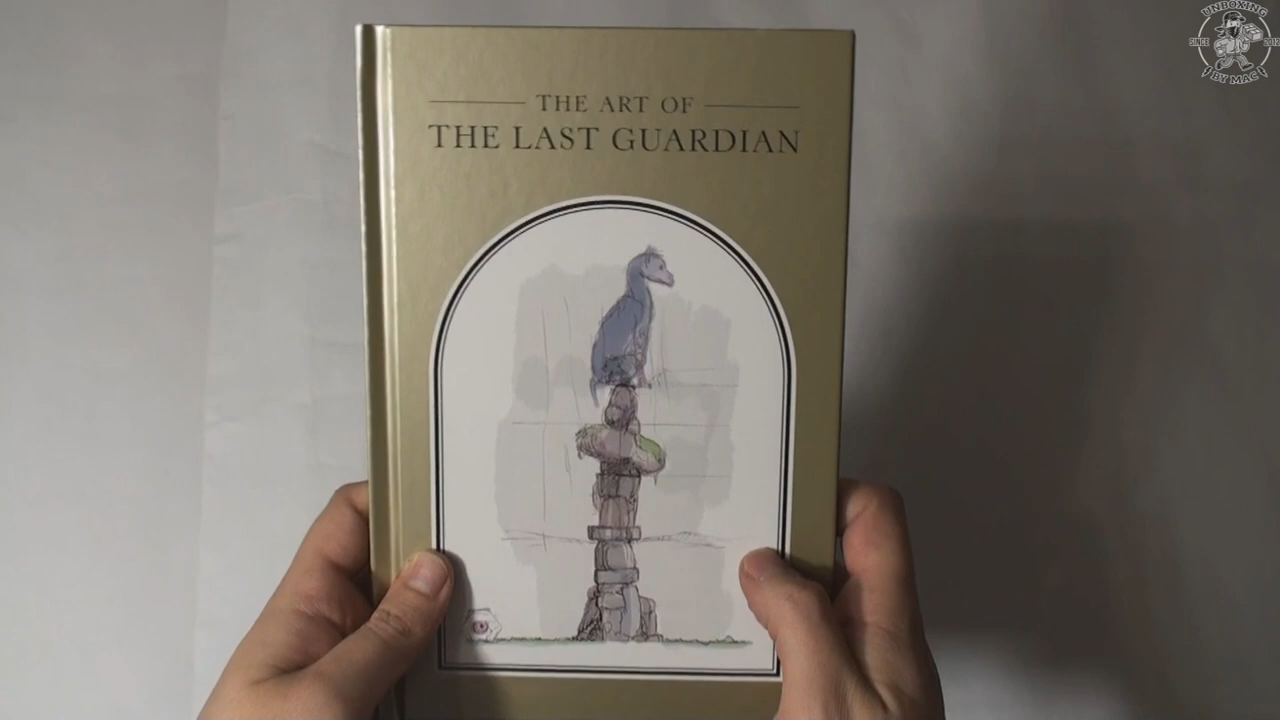 THE ART OF
THE LAST GUARDIAN
UNBOXING
SINCE 2012
BY MAC